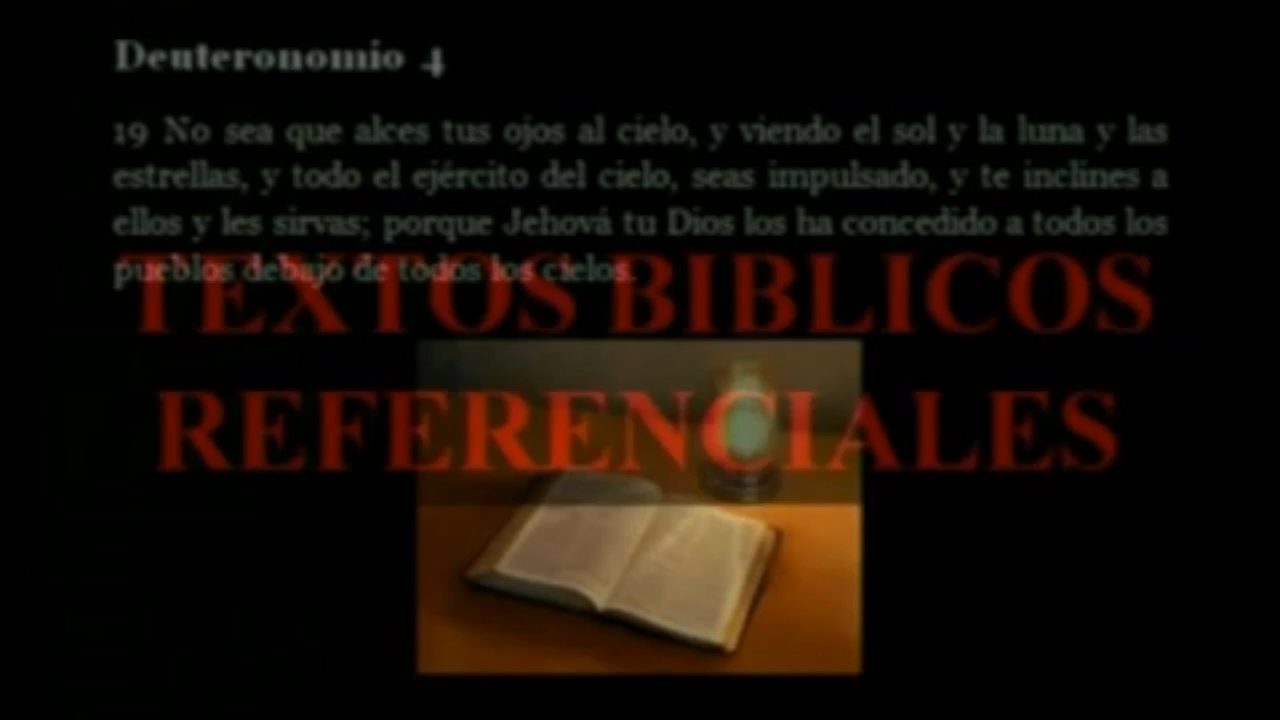 Deuteronomio 4
19 No sea que alces tus ojos al cielo, y viendo el sol y la luna y las
estrellas, y todo el ejército del cielo, seas impulsado, y te inclines a
ellos y les sirvas; porque Jehová tu Dios los ha concedido a todos los
pueblos debajo de todos los cielos.
TEXTOS BIBLICOS
REFERENCIALES